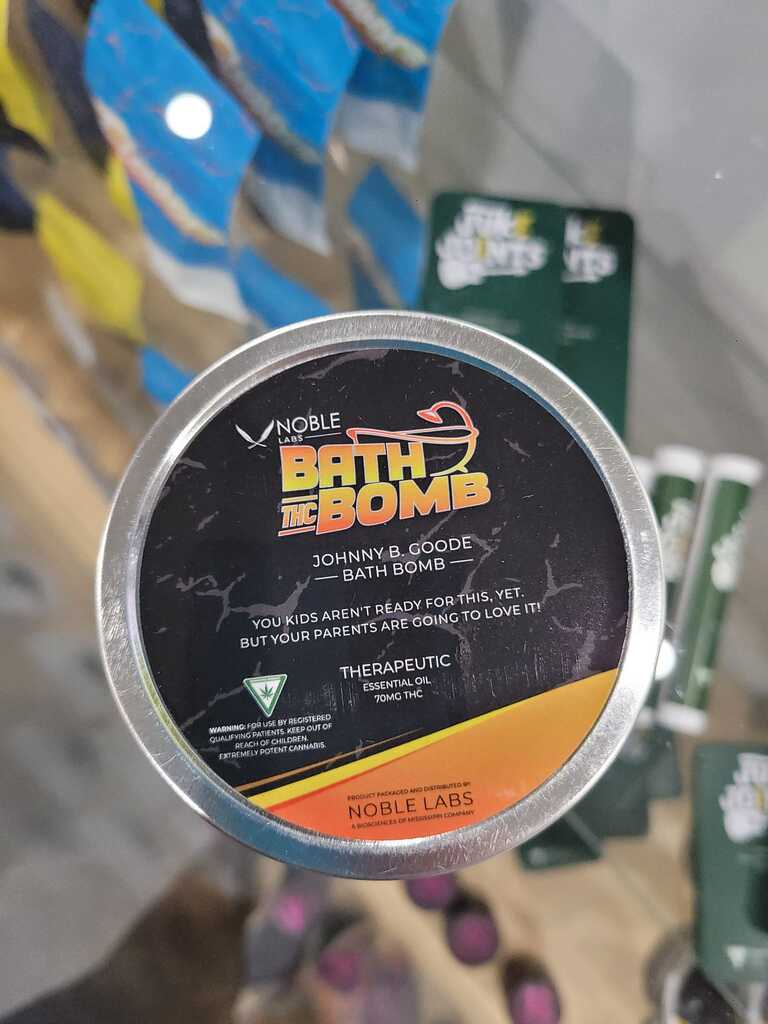 JOINTS
NOBLE
LABS
BATH
THC BOMB
JOHNNY B. GOODE
BATH BOMB
YOU KIDS AREN'T READY FOR THIS, YET.
BUT YOUR PARENTS ARE GOING TO LOVE IT!
THERAPEUTIC
ESSENTIAL OIL
70MG THC
WARNING: FOR USE BY REGISTERED
QUALIFYING PATIENTS. KEEP OUT OF
REACH OF CHILDREN.
EXTREMELY POTENT CANNABIS.
PRODUCT PACKAGED AND DISTRIBUTED BY
NOBLE LABS
A BIOSCIENCES OF MISSISSIPPI COMPANY